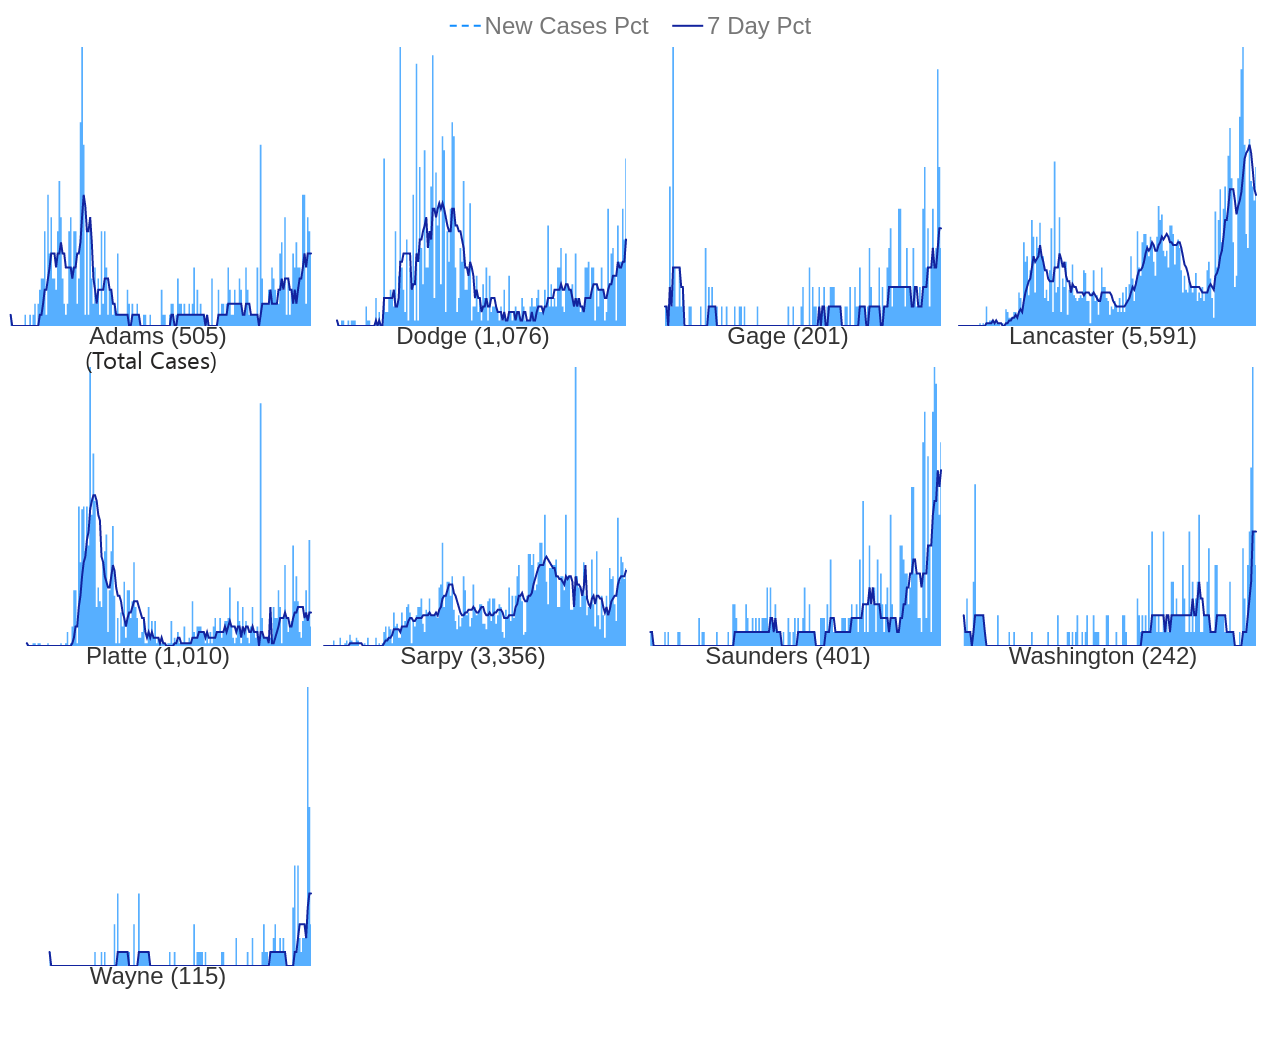 New Cases Pct 7 Day Pct
Adams (505) Dodge (1,076) Gage (201) Lancaster (5,591)
(Total Cases)
Platte (1,010) Sarpy (3,356) Saunders (401) Washington (242)
Wayne (115)